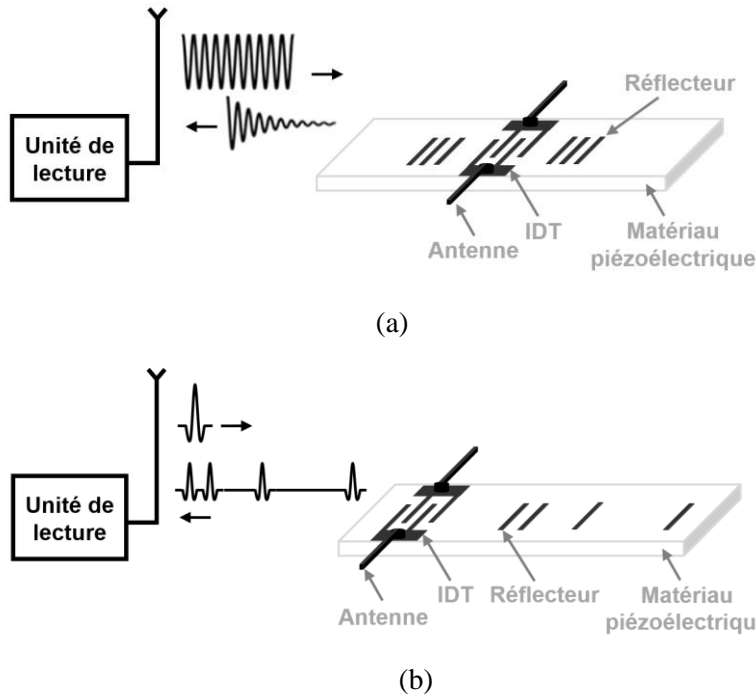 Réflecteur
Unité de
lecture
IDT
Antenne
Matériau
piézoélectrique
(a)
Unité de
lecture
IDT
Réflecteur
Matériau
piézoélectriqu
Antenne
(b)